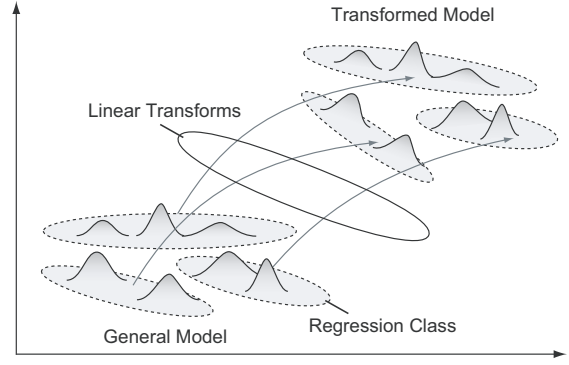 Transformed Model
Linear Transforms
Regression Class
General Model